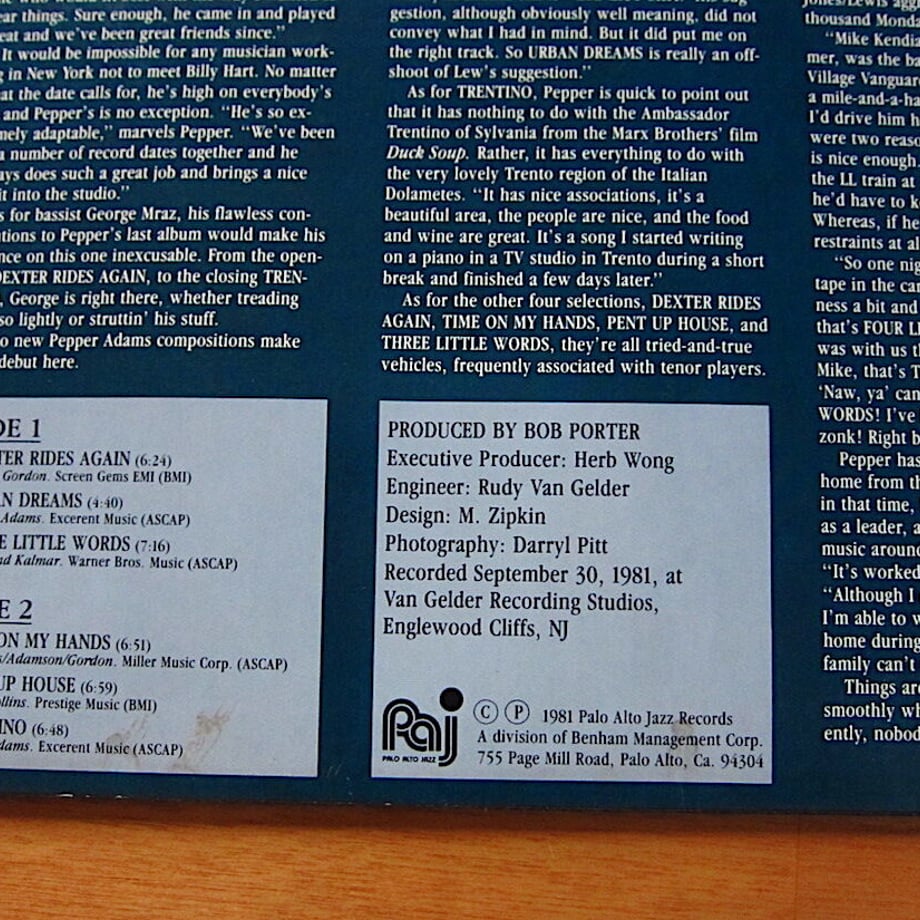 ear things. Sure enough, he came in and played
eat and we've been great friends since."
It would be impossible for any musician work-
g in New York not to meet Billy Hart. No matter
at the date calls for, he's high on everybody's
and Pepper's is no exception. "He's so ex-
mely adaptable," marvels Pepper. "We've been
a number of record dates together and he
ays does such a great job and brings a nice
it into the studio."
s for bassist George Mraz, his flawless con-
utions to Pepper's last album would make his
nce on this one inexcusable. From the open-
DEXTER RIDES AGAIN, to the closing TREN-
, George is right there, whether treading
so lightly or struttin' his stuff.
o new Pepper Adams compositions make
debut here.
DE 1
TER RIDES AGAIN (6:24)
Gordon. Screen Gems EMI (BMI)
AN DREAMS (4:40)
Adams. Excerent Music (ASCAP)
E LITTLE WORDS (7:16)
nd Kalmar. Warner Bros. Music (ASCAP)
E 2
ON MY HANDS (6:51)
s/Adamson/Gordon. Miller Music Corp. (ASCAP)
UP HOUSE (6:59)
llins. Prestige Music (BMI)
INO (6:48)
dams. Excerent Music (ASCAP)
gestion, although obviously well meaning, did not
convey what I had in mind. But it did put me on
the right track. So URBAN DREAMS is really an off-
shoot of Lew's suggestion."
As for TRENTINO, Pepper is quick to point out
that it has nothing to do with the Ambassador
Trentino of Sylvania from the Marx Brothers' film
Duck Soup. Rather, it has everything to do with
the very lovely Trento region of the Italian
Dolametes. "It has nice associations, it's a
beautiful area, the people are nice, and the food
and wine are great. It's a song I started writing
on a piano in a TV studio in Trento during a short
break and finished a few days later."
As for the other four selections, DEXTER RIDES
AGAIN, TIME ON MY HANDS, PENT UP HOUSE, and
THREE LITTLE WORDS, they're all tried-and-true
vehicles, frequently associated with tenor players.
PRODUCED BY BOB PORTER
Executive Producer: Herb Wong
Engineer: Rudy Van Gelder
Design: M. Zipkin
Photography: Darryl Pitt
Recorded September 30, 1981, at
Van Gelder Recording Studios,
Englewood Cliffs, NJ
Paj
PALO ALTO JAZZ
Ⓒ Ⓟ 1981 Palo Alto Jazz Records
A division of Benham Management Corp.
755 Page Mill Road, Palo Alto, Ca. 94304
thousand Mond
"Mike Kendi
mer, was the ba
Village Vangua
a mile-and-a-h
I'd drive him h
were two reaso
is nice enough
the LL train at
he'd have to k
Whereas, if he
restraints at a
"So one nig
tape in the ca
ness a bit and
that's FOUR L
was with us t
Mike, that's T
'Naw, ya' can
WORDS! I've
zonk! Right b
Pepper has
home from th
in that time,
as a leader, a
music aroun
"It's worked
"Although I
I'm able to w
home during
family can't
Things ar
smoothly wh
ently, nobod